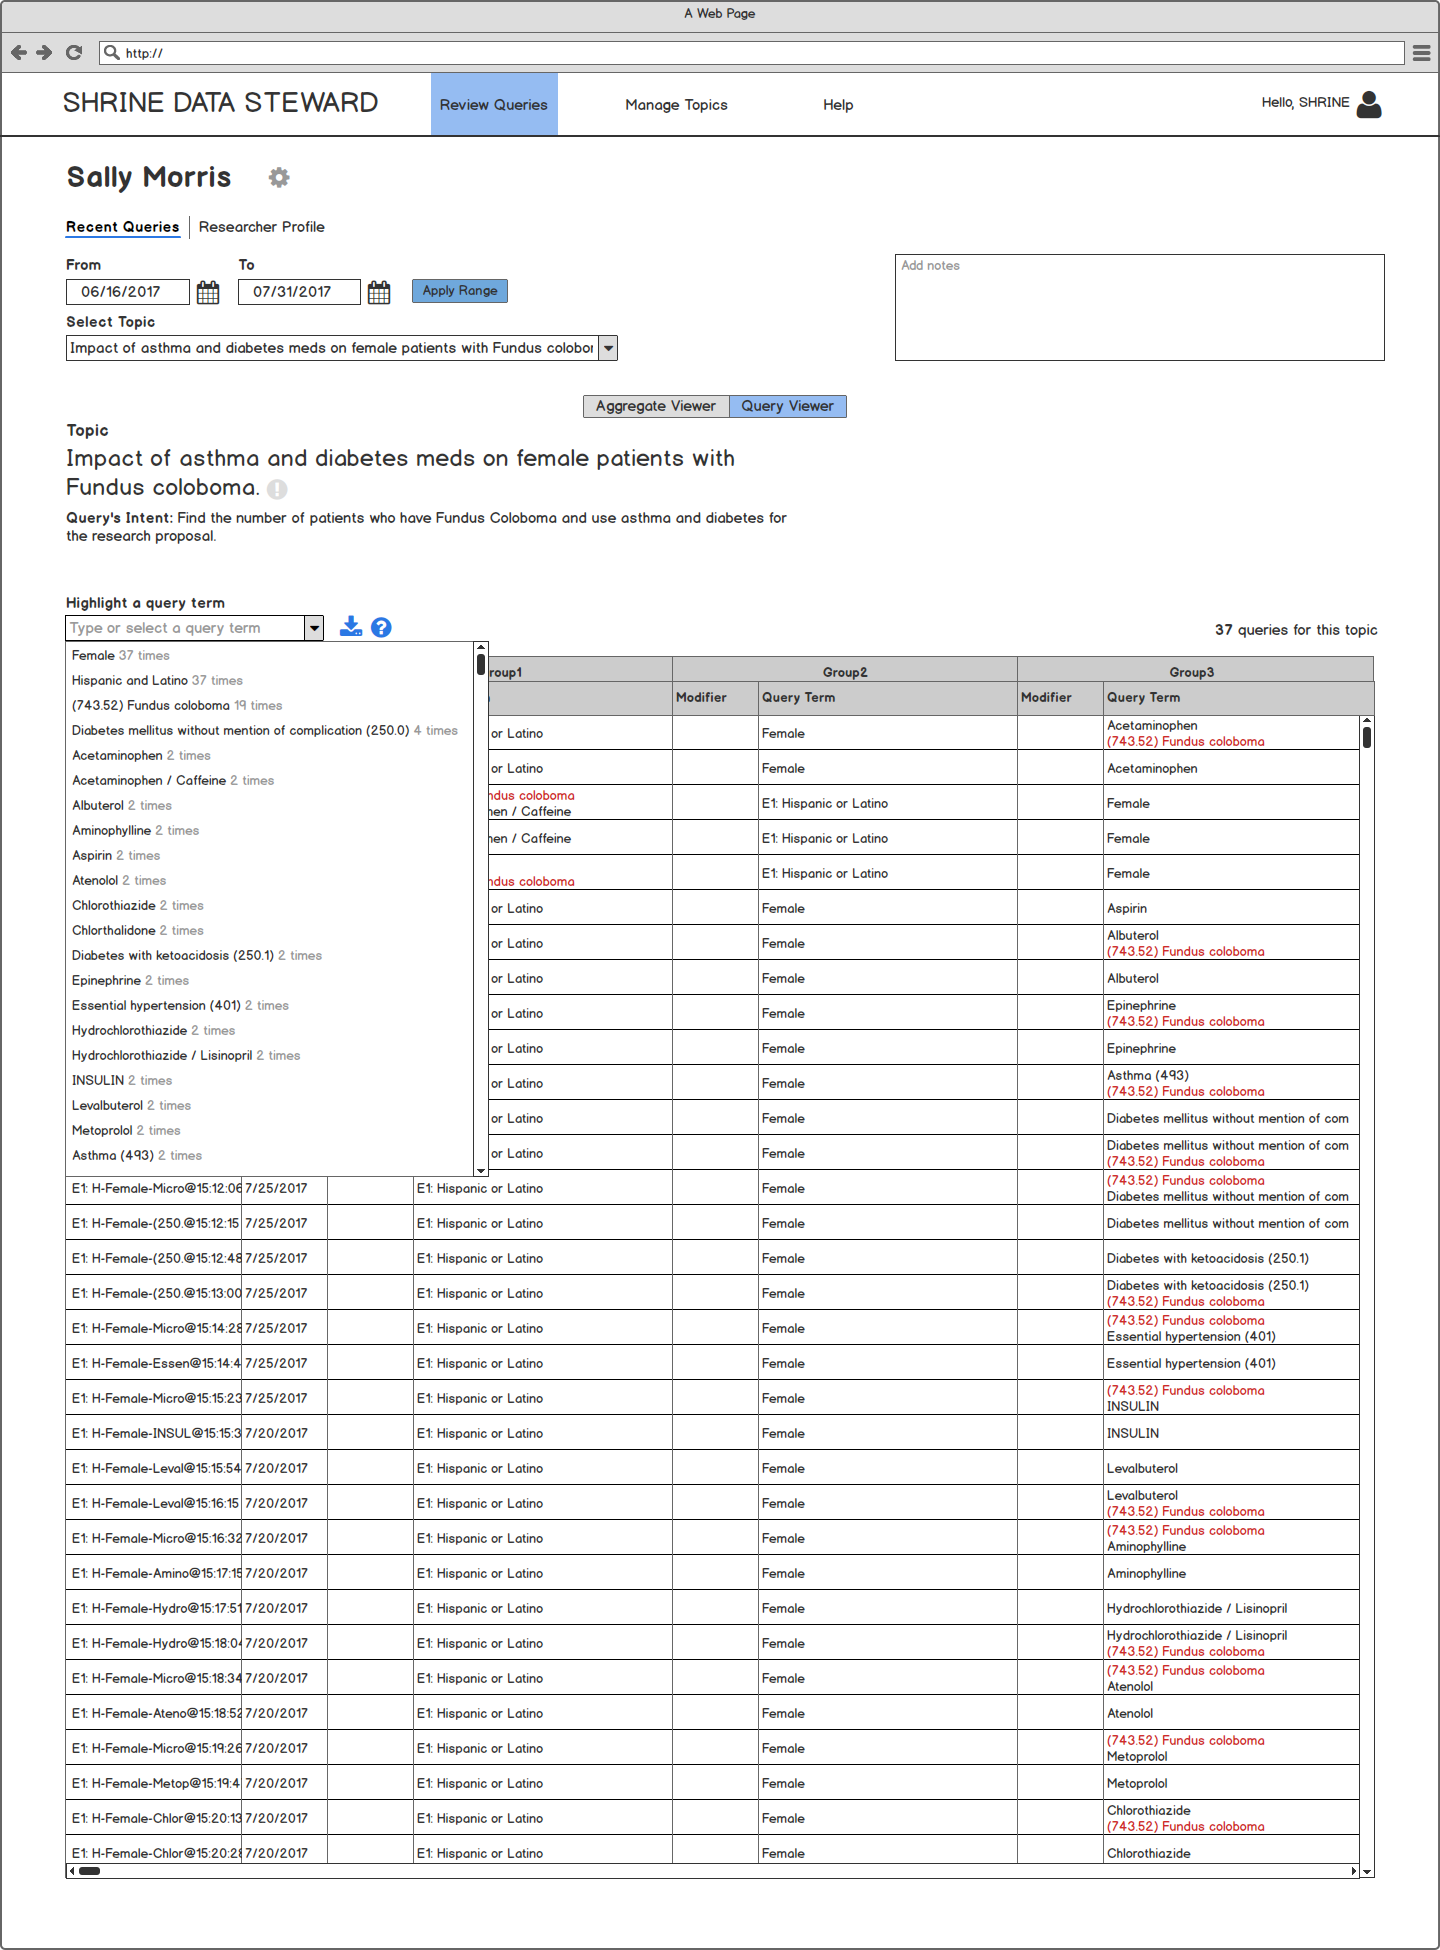 A Web Page
http://
SHRINE DATA STEWARD
Review Queries
Manage Topics
Help
Hello, SHRINE
Sally Morris
Recent Queries
Researcher Profile
From
To
06/16/2017
07/31/2017
Apply Range
Add notes
Select Topic
Impact of asthma and diabetes meds on female patients with Fundus colobor
Aggregate Viewer
Query Viewer
Topic
Impact of asthma and diabetes meds on female patients with
Fundus coloboma.
Query's Intent: Find the number of patients who have Fundus Coloboma and use asthma and diabetes for
the research proposal.
Highlight a query term
Type or select a query term
37 queries for this topic
Female 37 times
Hispanic and Latino 37 times
(743.52) Fundus coloboma 19 times
Diabetes mellitus without mention of complication (250.0) 4 times
Acetaminophen 2 times
Acetaminophen / Caffeine 2 times
Albuterol 2 times
Aminophylline 2 times
Aspirin 2 times
Atenolol 2 times
Chlorothiazide 2 times
Chlorthalidone 2 times
Diabetes with ketoacidosis (250.1) 2 times
Epinephrine 2 times
Essential hypertension (401) 2 times
Hydrochlorothiazide 2 times
Hydrochlorothiazide / Lisinopril 2 times
INSULIN 2 times
Levalbuterol 2 times
Metoprolol 2 times
Asthma (493) 2 times
roup1
Group2
Group3
Modifier
Query Term
Modifier
Query Term
or Latino Female Acetaminophen
(743.52) Fundus coloboma
or Latino Female Acetaminophen
ndus coloboma
nen / Caffeine E1: Hispanic or Latino Female
nen / Caffeine E1: Hispanic or Latino Female
ndus coloboma E1: Hispanic or Latino Female
or Latino Female Aspirin
or Latino Female Albuterol
(743.52) Fundus coloboma
or Latino Female Albuterol
or Latino Female Epinephrine
(743.52) Fundus coloboma
or Latino Female Epinephrine
or Latino Female Asthma (493)
(743.52) Fundus coloboma
or Latino Female Diabetes mellitus without mention of com
or Latino Female Diabetes mellitus without mention of com
(743.52) Fundus coloboma
E1: H-Female-Micro@15:12:06 7/25/2017 E1: Hispanic or Latino Female (743.52) Fundus coloboma
Diabetes mellitus without mention of com
E1: H-Female-(250.@15:12:15 7/25/2017 E1: Hispanic or Latino Female Diabetes mellitus without mention of com
E1: H-Female-(250.@15:12:48 7/25/2017 E1: Hispanic or Latino Female Diabetes with ketoacidosis (250.1)
E1: H-Female-(250.@15:13:00 7/25/2017 E1: Hispanic or Latino Female Diabetes with ketoacidosis (250.1)
(743.52) Fundus coloboma
E1: H-Female-Micro@15:14:28 7/25/2017 E1: Hispanic or Latino Female (743.52) Fundus coloboma
Essential hypertension (401)
E1: H-Female-Essen@15:14:4 7/25/2017 E1: Hispanic or Latino Female Essential hypertension (401)
E1: H-Female-Micro@15:15:23 7/25/2017 E1: Hispanic or Latino Female (743.52) Fundus coloboma
INSULIN
E1: H-Female-INSUL@15:15:3 7/20/2017 E1: Hispanic or Latino Female INSULIN
E1: H-Female-Leval@15:15:54 7/20/2017 E1: Hispanic or Latino Female Levalbuterol
E1: H-Female-Leval@15:16:15 7/20/2017 E1: Hispanic or Latino Female Levalbuterol
(743.52) Fundus coloboma
E1: H-Female-Micro@15:16:32 7/20/2017 E1: Hispanic or Latino Female (743.52) Fundus coloboma
Aminophylline
E1: H-Female-Amino@15:17:15 7/20/2017 E1: Hispanic or Latino Female Aminophylline
E1: H-Female-Hydro@15:17:51 7/20/2017 E1: Hispanic or Latino Female Hydrochlorothiazide / Lisinopril
E1: H-Female-Hydro@15:18:04 7/20/2017 E1: Hispanic or Latino Female Hydrochlorothiazide / Lisinopril
(743.52) Fundus coloboma
E1: H-Female-Micro@15:18:34 7/20/2017 E1: Hispanic or Latino Female (743.52) Fundus coloboma
Atenolol
E1: H-Female-Ateno@15:18:52 7/20/2017 E1: Hispanic or Latino Female Atenolol
E1: H-Female-Micro@15:19:26 7/20/2017 E1: Hispanic or Latino Female (743.52) Fundus coloboma
Metoprolol
E1: H-Female-Metop@15:19:4 7/20/2017 E1: Hispanic or Latino Female Metoprolol
E1: H-Female-Chlor@15:20:13 7/20/2017 E1: Hispanic or Latino Female Chlorothiazide
(743.52) Fundus coloboma
E1: H-Female-Chlor@15:20:28 7/20/2017 E1: Hispanic or Latino Female Chlorothiazide